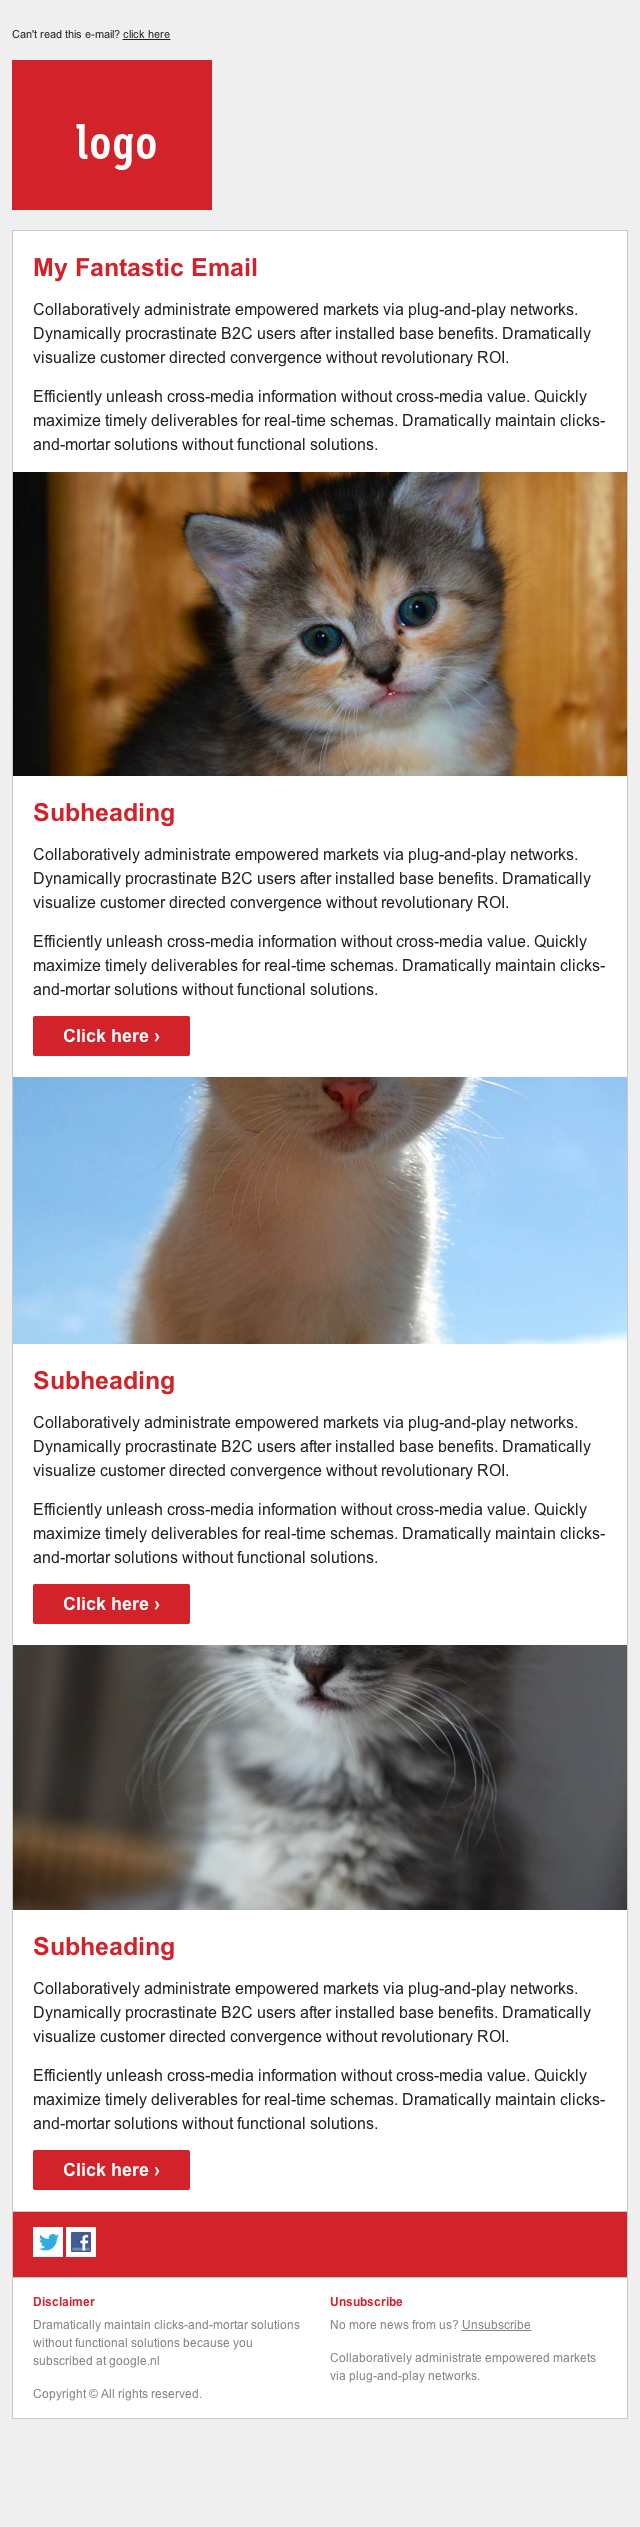 Can't read this e-mail? click here
logo
My Fantastic Email
Collaboratively administrate empowered markets via plug-and-play networks.
Dynamically procrastinate B2C users after installed base benefits. Dramatically
visualize customer directed convergence without revolutionary ROI.
Efficiently unleash cross-media information without cross-media value. Quickly
maximize timely deliverables for real-time schemas. Dramatically maintain clicks-
and-mortar solutions without functional solutions.
Subheading
Collaboratively administrate empowered markets via plug-and-play networks.
Dynamically procrastinate B2C users after installed base benefits. Dramatically
visualize customer directed convergence without revolutionary ROI.
Efficiently unleash cross-media information without cross-media value. Quickly
maximize timely deliverables for real-time schemas. Dramatically maintain clicks-
and-mortar solutions without functional solutions.
Click here ›
Subheading
Collaboratively administrate empowered markets via plug-and-play networks.
Dynamically procrastinate B2C users after installed base benefits. Dramatically
visualize customer directed convergence without revolutionary ROI.
Efficiently unleash cross-media information without cross-media value. Quickly
maximize timely deliverables for real-time schemas. Dramatically maintain clicks-
and-mortar solutions without functional solutions.
Click here ›
Subheading
Collaboratively administrate empowered markets via plug-and-play networks.
Dynamically procrastinate B2C users after installed base benefits. Dramatically
visualize customer directed convergence without revolutionary ROI.
Efficiently unleash cross-media information without cross-media value. Quickly
maximize timely deliverables for real-time schemas. Dramatically maintain clicks-
and-mortar solutions without functional solutions.
Click here ›
Disclaimer
Dramatically maintain clicks-and-mortar solutions
without functional solutions because you
subscribed at google.nl
Copyright © All rights reserved.
Unsubscribe
No more news from us? Unsubscribe
Collaboratively administrate empowered markets
via plug-and-play networks.